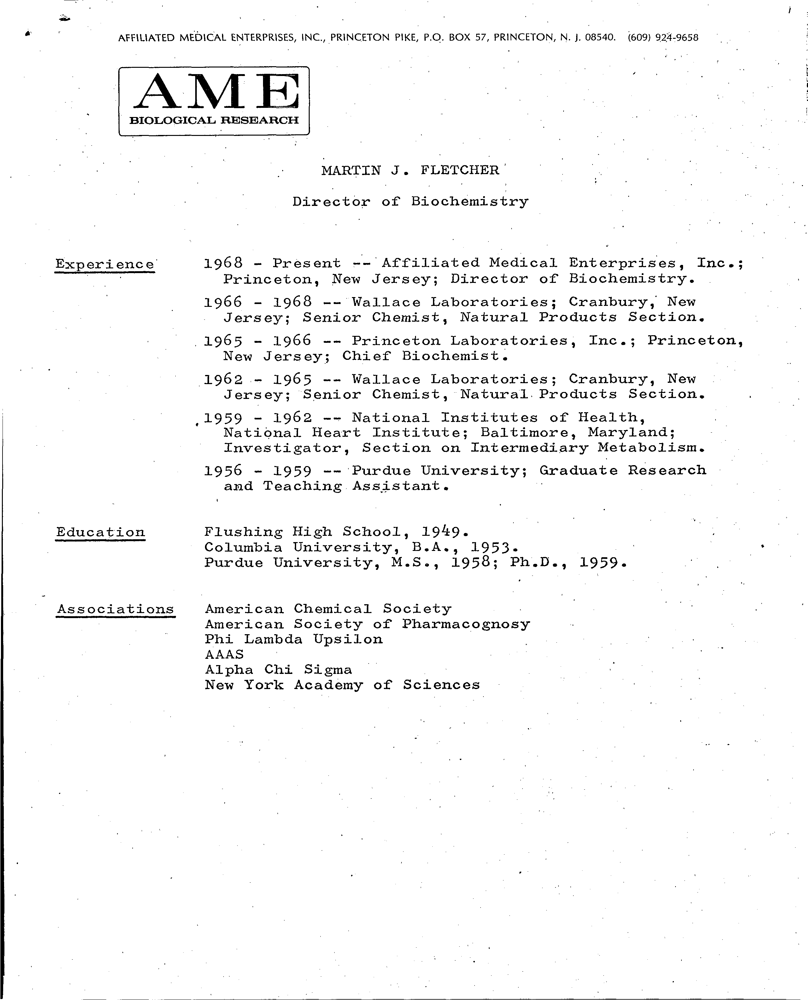 AFFILIATED MEDICAL ENTERPRISES, INC., PRINCETON PIKE, P.O. BOX 57, PRINCETON, N. J. 08540. (609) 924-9658
AME
BIOLOGICAL RESEARCH
MARTIN J. FLETCHER
Director of Biochemistry
Experience 1968 - Present -- Affiliated Medical Enterprises, Inc.;
Princeton, New Jersey; Director of Biochemistry.
1966 - 1968 -- Wallace Laboratories; Cranbury, New
Jersey; Senior Chemist, Natural Products Section.
1965 - 1966 -- Princeton Laboratories, Inc.; Princeton,
New Jersey; Chief Biochemist.
1962 - 1965 -- Wallace Laboratories; Cranbury, New
Jersey; Senior Chemist, Natural Products Section.
1959 - 1962 -- National Institutes of Health,
National Heart Institute; Baltimore, Maryland;
Investigator, Section on Intermediary Metabolism.
1956 - 1959 -- Purdue University; Graduate Research
and Teaching Assistant.
Education Flushing High School, 1949.
Columbia University, B.A., 1953.
Purdue University, M.S., 1958; Ph.D., 1959.
Associations American Chemical Society
American Society of Pharmacognosy
Phi Lambda Upsilon
AAAS
Alpha Chi Sigma
New York Academy of Sciences